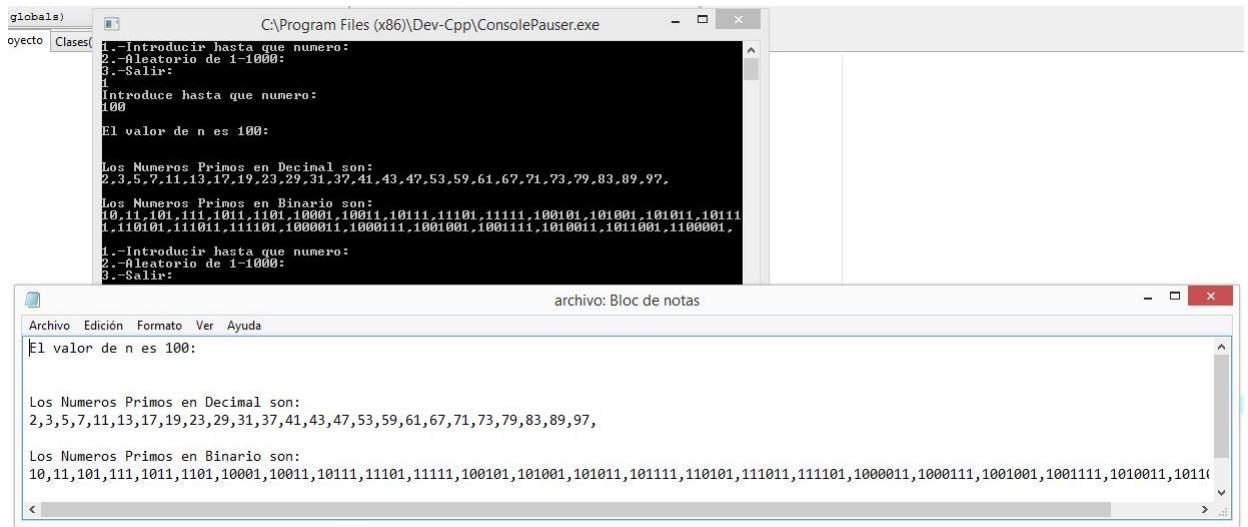 globals)
oyecto Clases(
C:\Program Files (x86)\Dev-Cpp\ConsolePauser.exe
1.-Introducir hasta que numero:
2.-Aleatorio de 1-1000:
3.-Salir:
1
Introduce hasta que numero:
100
El valor de n es 100:
Los Numeros Primos en Decimal son:
2,3,5,7,11,13,17,19,23,29,31,37,41,43,47,53,59,61,67,71,73,79,83,89,97,
Los Numeros Primos en Binario son:
10,11,101,111,1011,1101,10001,10011,10111,11101,11111,100101,101001,101011,10111
1,110101,111011,111101,1000011,1000111,1001001,1001111,1010011,1011001,1100001,
1.-Introducir hasta que numero:
2.-Aleatorio de 1-1000:
3.-Salir:
archivo: Bloc de notas
Archivo Edición Formato Ver Ayuda
El valor de n es 100:
Los Numeros Primos en Decimal son:
2,3,5,7,11,13,17,19,23,29,31,37,41,43,47,53,59,61,67,71,73,79,83,89,97,
Los Numeros Primos en Binario son:
10,11,101,111,1011,1101,10001,10011,10111,11101,11111,100101,101001,101011,101111,110101,111011,111101,1000011,1000111,1001001,1001111,1010011,10110